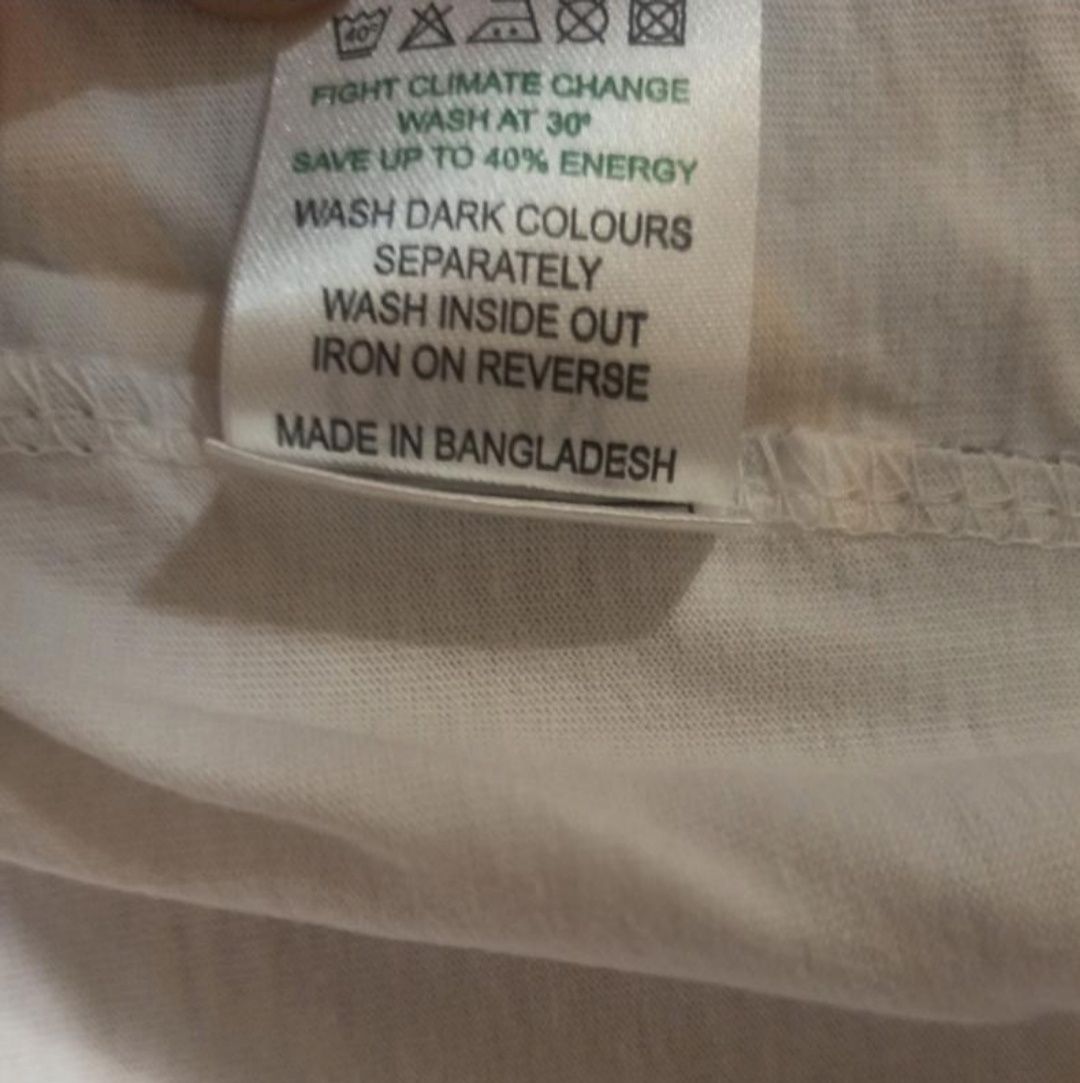 40°
FIGHT CLIMATE CHANGE
WASH AT 30°
SAVE UP TO 40% ENERGY
WASH DARK COLOURS
SEPARATELY
WASH INSIDE OUT
IRON ON REVERSE
MADE IN BANGLADESH